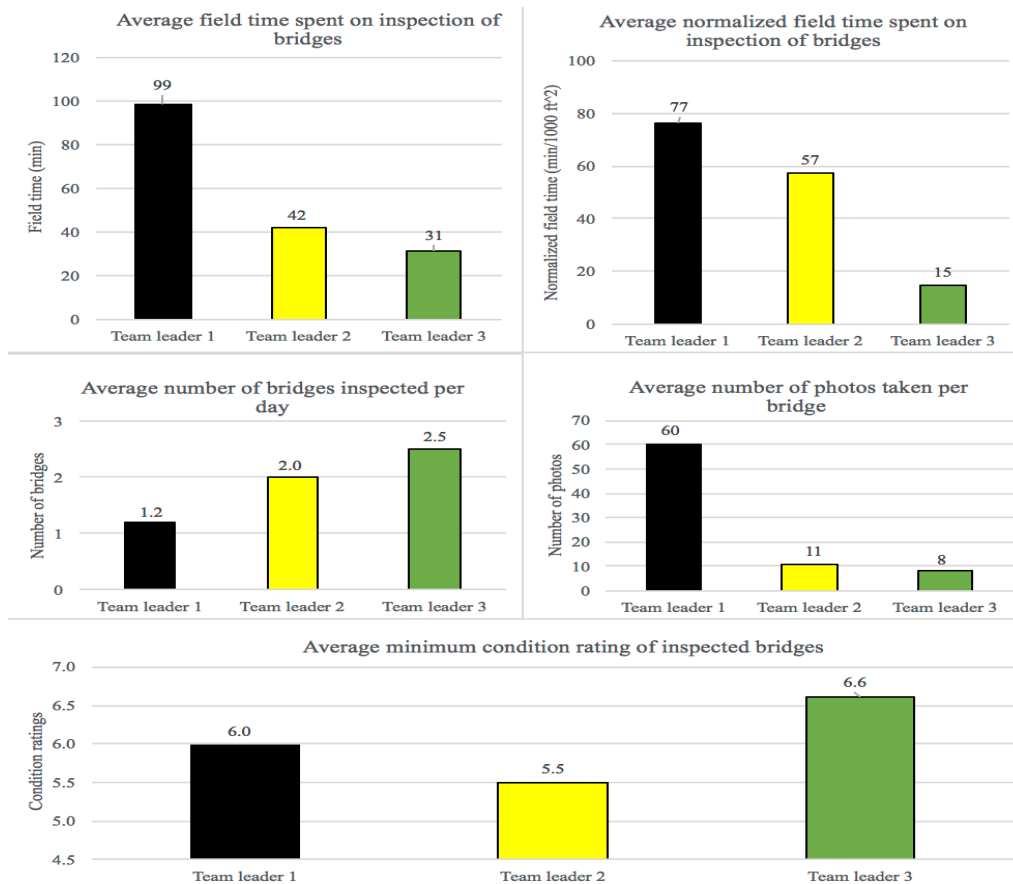 Average field time spent on inspection of
bridges
Field time (min)
120
100
80
60
40
20
0
99
42
31
Team leader 1
Team leader 2
Team leader 3
Average normalized field time spent on
inspection of bridges
Normalized field time (min/1000 ft^2)
100
80
60
40
20
0
77
57
15
Team leader 1
Team leader 2
Team leader 3
Average number of bridges inspected per
day
Number of bridges
3
2
1
0
1.2
2.0
2.5
Team leader 1
Team leader 2
Team leader 3
Average number of photos taken per
bridge
Number of photos
70
60
50
40
30
20
10
0
60
11
8
Team leader 1
Team leader 2
Team leader 3
Average minimum condition rating of inspected bridges
Condition ratings
7.0
6.5
6.0
5.5
5.0
4.5
6.0
5.5
6.6
Team leader 1
Team leader 2
Team leader 3